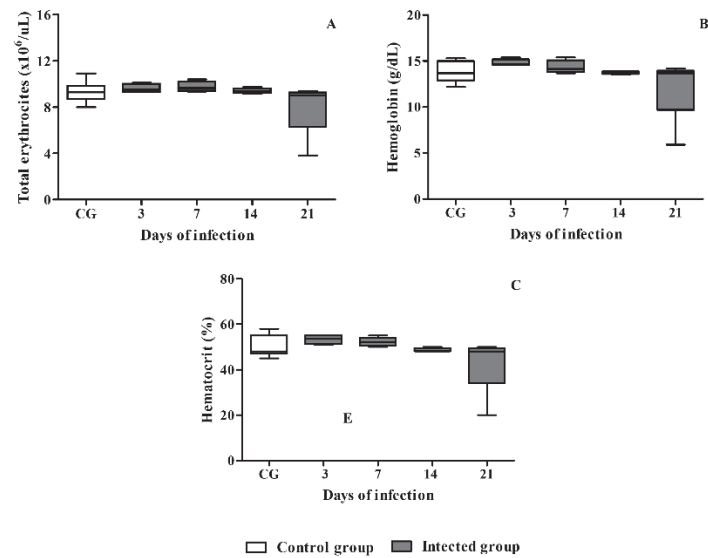 A
Total erythrocites (x10⁶/uL)
16
12
8
4
0
CG 3 7 14 21
Days of infection
B
Hemoglobin (g/dL)
20
15
10
5
0
CG 3 7 14 21
Days of infection
C
Hematocrit (%)
80
60
40
20
0
E
CG 3 7 14 21
Days of infection
Control group Intected group